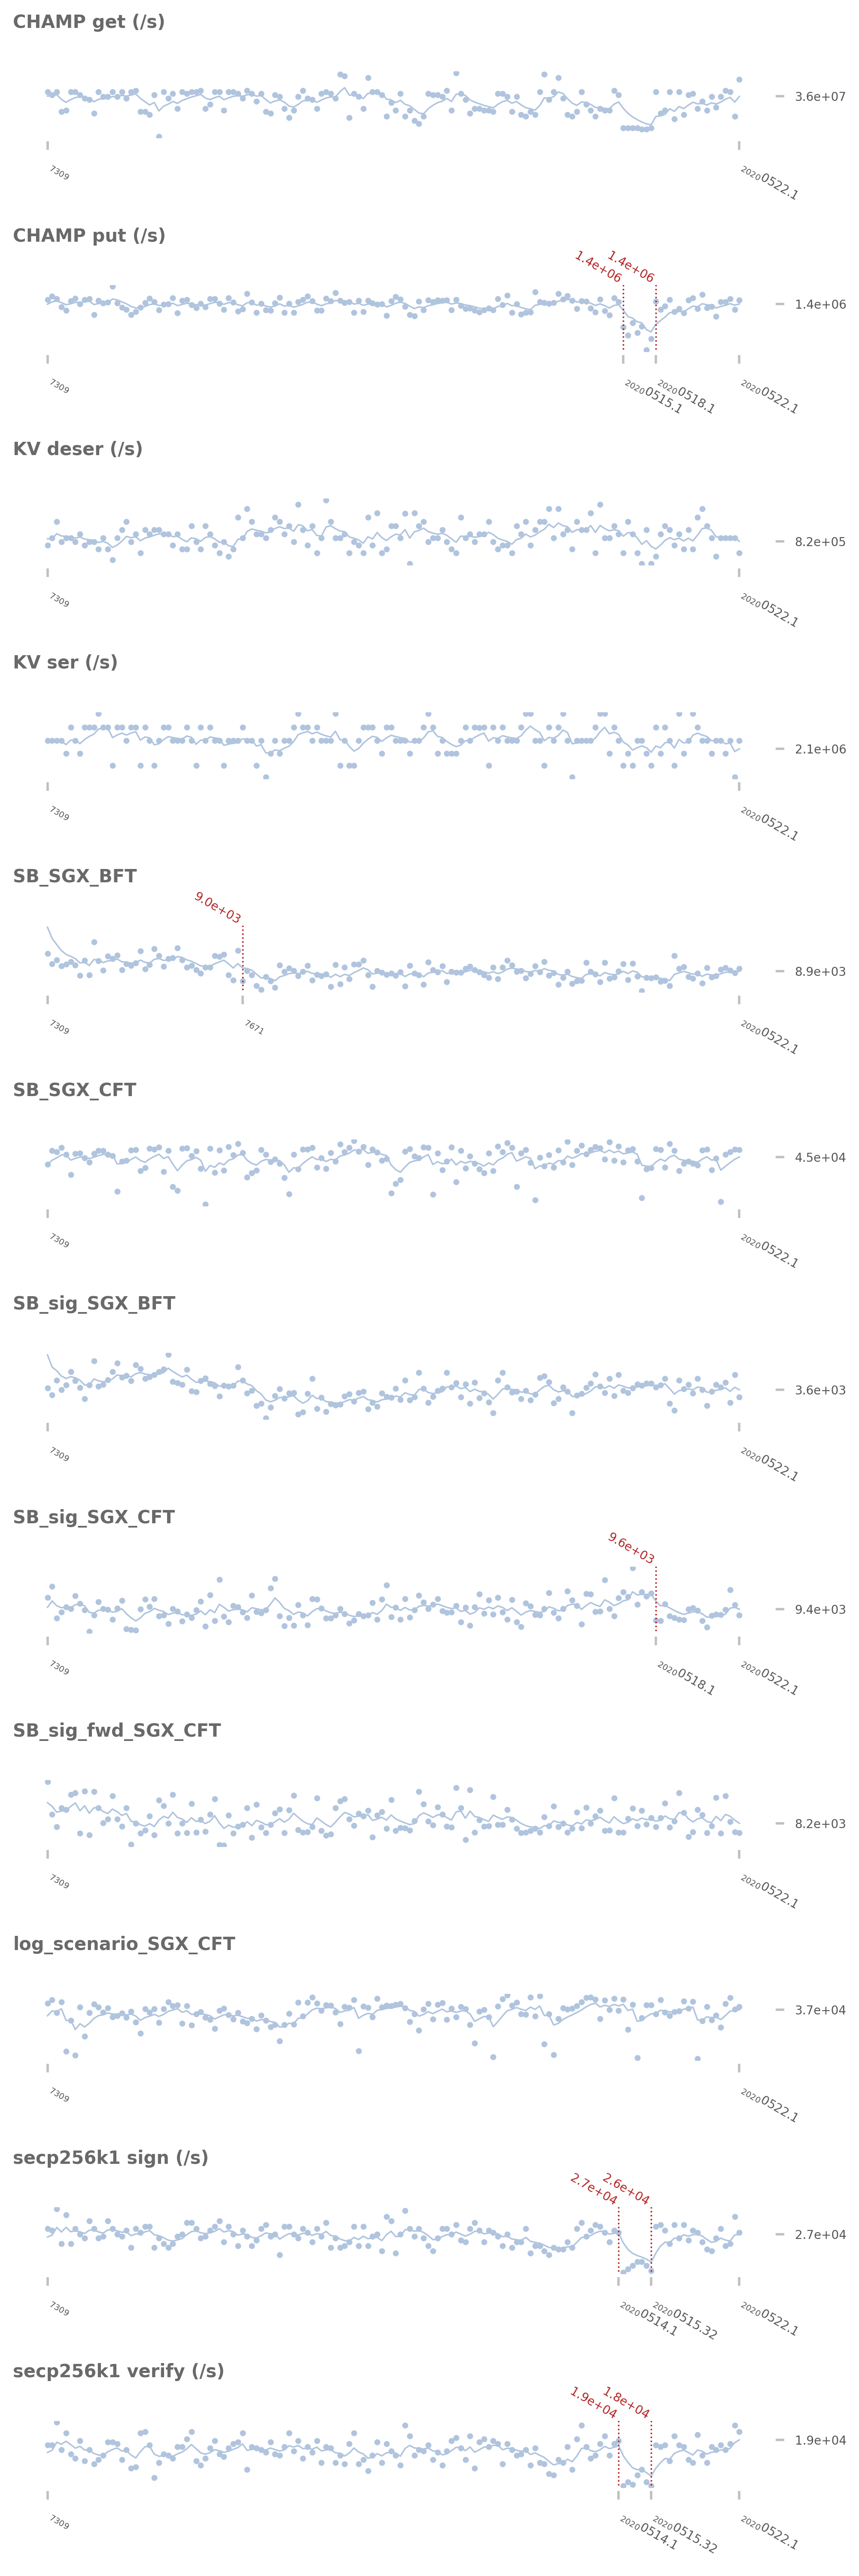 CHAMP get (/s)
3.6e+07
7309
20200522.1
CHAMP put (/s)
1.4e+06
1.4e+06
1.4e+06
7309
20200515.1
20200518.1
20200522.1
KV deser (/s)
8.2e+05
7309
20200522.1
KV ser (/s)
2.1e+06
7309
20200522.1
SB_SGX_BFT
9.0e+03
8.9e+03
7309
7671
20200522.1
SB_SGX_CFT
4.5e+04
7309
20200522.1
SB_sig_SGX_BFT
3.6e+03
7309
20200522.1
SB_sig_SGX_CFT
9.6e+03
9.4e+03
7309
20200518.1
20200522.1
SB_sig_fwd_SGX_CFT
8.2e+03
7309
20200522.1
log_scenario_SGX_CFT
3.7e+04
7309
20200522.1
secp256k1 sign (/s)
2.7e+04
2.6e+04
2.7e+04
7309
20200514.1
20200515.32
20200522.1
secp256k1 verify (/s)
1.9e+04
1.8e+04
1.9e+04
7309
20200514.1
20200515.32
20200522.1